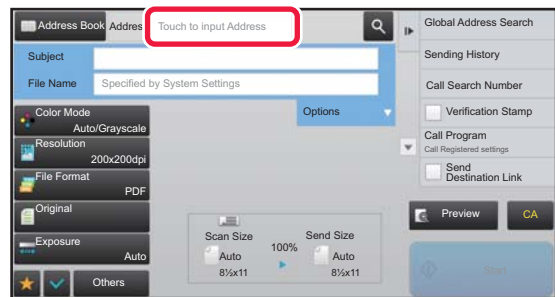 Address Book
Addres
Touch to input Address
Subject
File Name
Specified by System Settings
Options
Color Mode
Auto/Grayscale
Resolution
200x200dpi
File Format
PDF
Original
Exposure
Auto
Others
Scan Size
Auto
8½x11
100%
Send Size
Auto
8½x11
Global Address Search
Sending History
Call Search Number
Verification Stamp
Call Program
Call Registered settings
Send
Destination Link
Preview
CA
Start